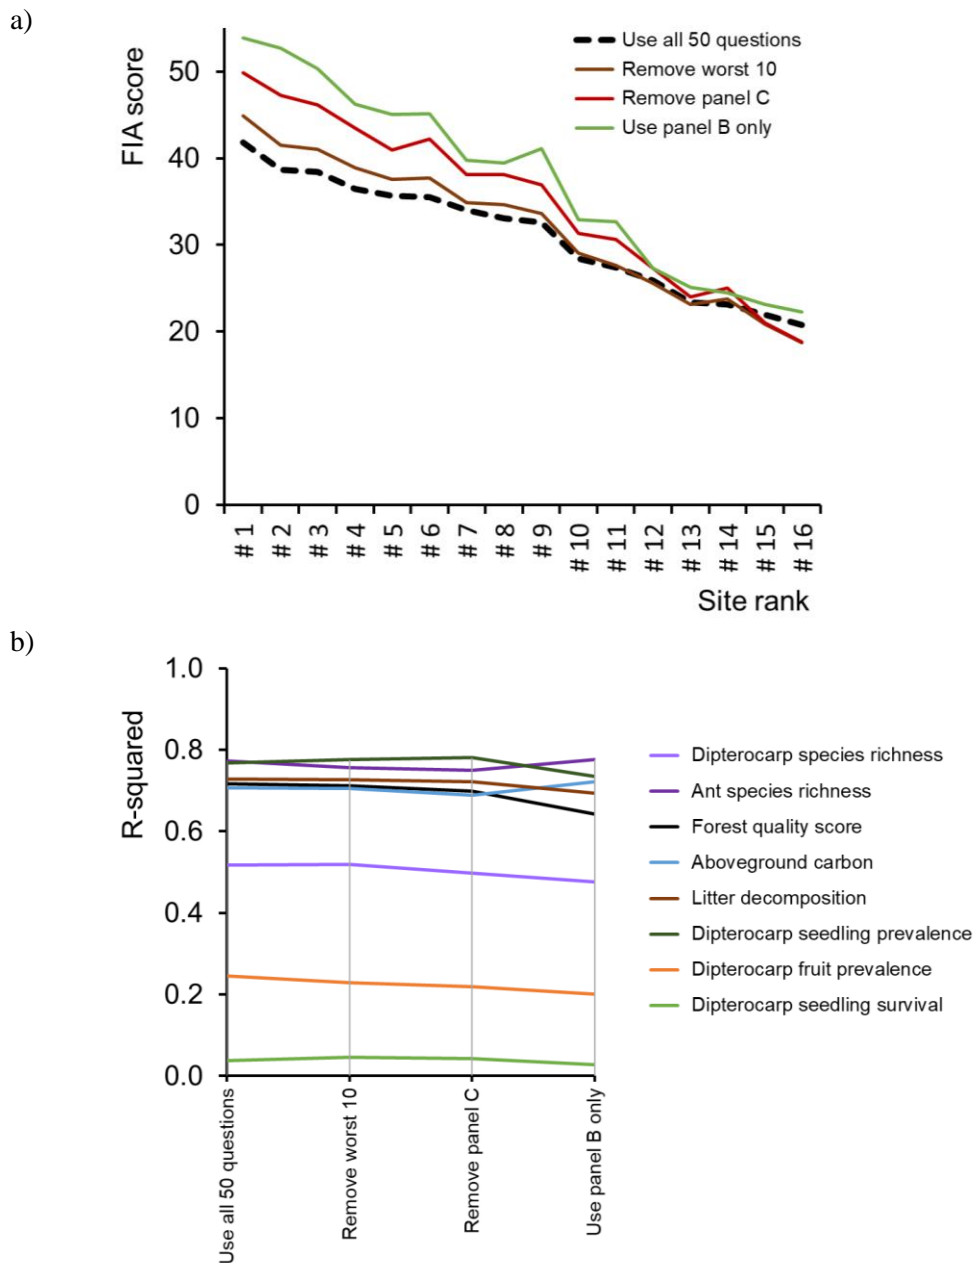 a)
FIA score
50
40
30
20
10
0
Use all 50 questions
Remove worst 10
Remove panel C
Use panel B only
# 1
# 2
# 3
# 4
# 5
# 6
# 7
# 8
# 9
# 10
# 11
# 12
# 13
# 14
# 15
# 16
Site rank
b)
R-squared
1.0
0.8
0.6
0.4
0.2
0.0
Dipterocarp species richness
Ant species richness
Forest quality score
Aboveground carbon
Litter decomposition
Dipterocarp seedling prevalence
Dipterocarp fruit prevalence
Dipterocarp seedling survival
Use all 50 questions
Remove worst 10
Remove panel C
Use panel B only